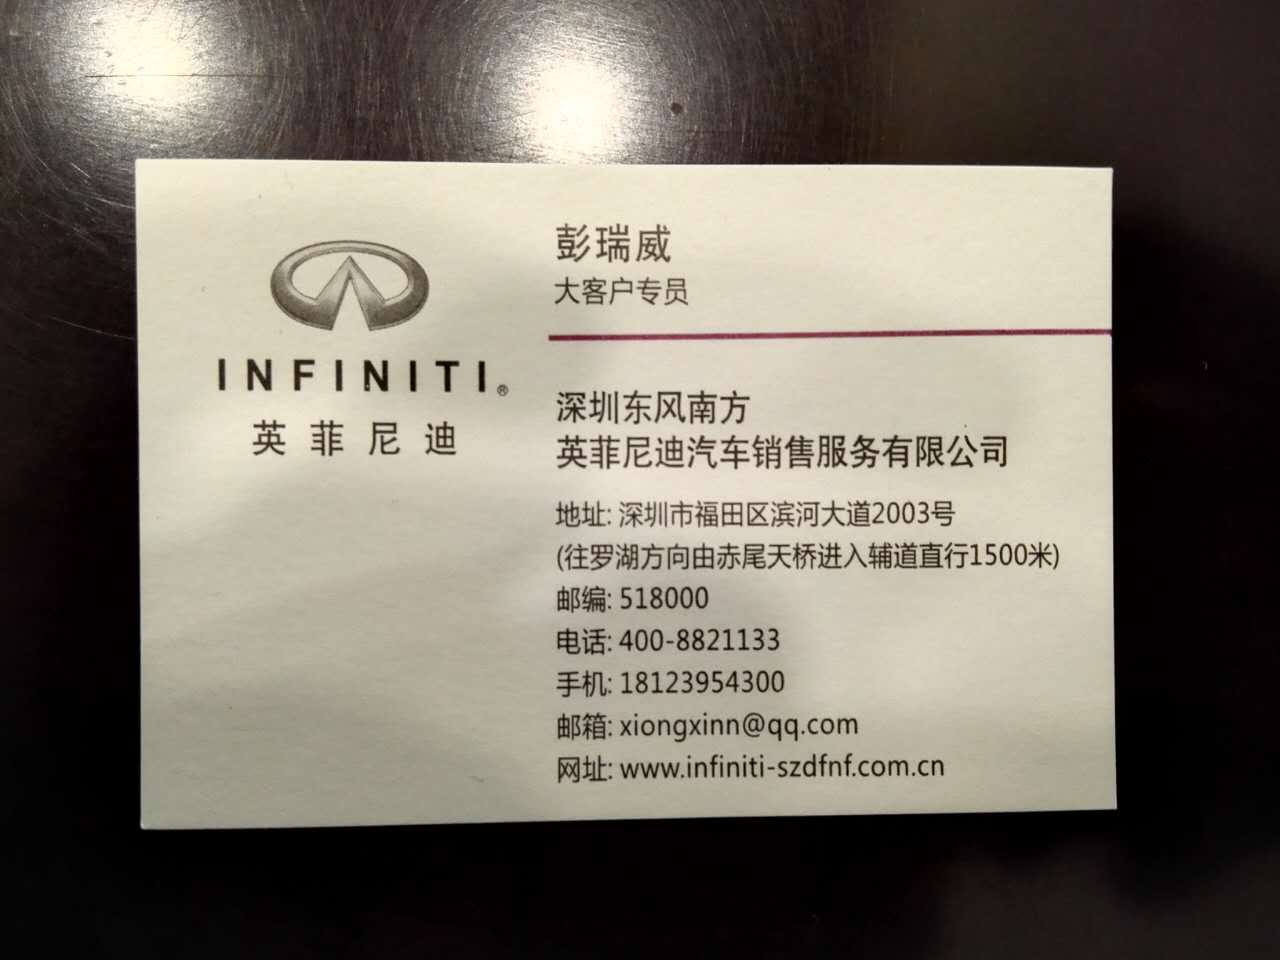 INFINITI®
英菲尼迪
彭瑞威
大客户专员
深圳东风南方
英菲尼迪汽车销售服务有限公司
地址: 深圳市福田区滨河大道2003号
(往罗湖方向由赤尾天桥进入辅道直行1500米)
邮编: 518000
电话: 400-8821133
手机: 18123954300
邮箱: xiongxinn@qq.com
网址: www.infiniti-szdfnf.com.cn